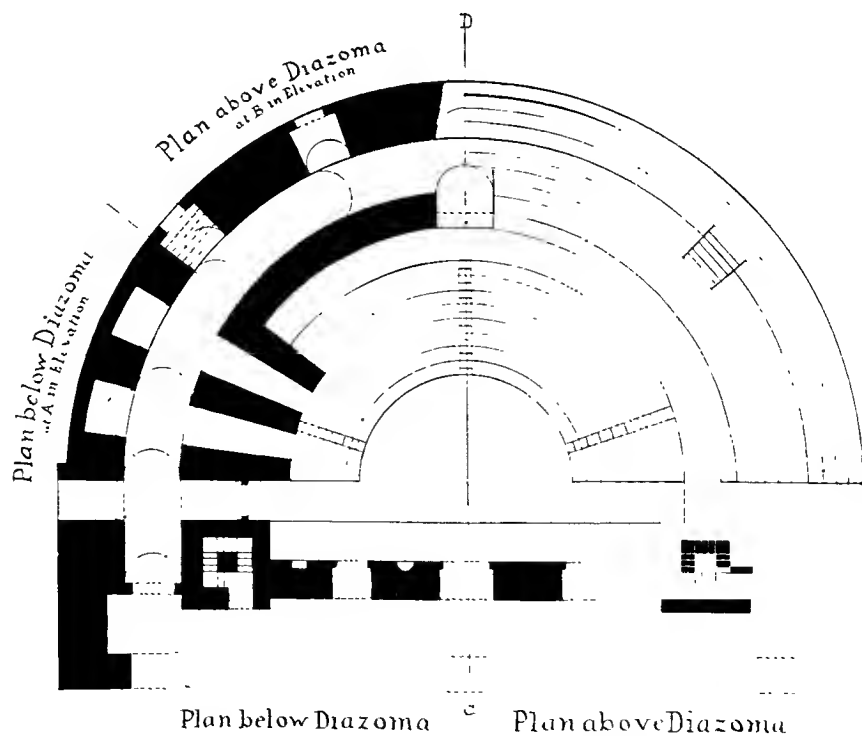 D
Plan above Diazoma
at B in Elevation
Plan below Diazoma
at A in Elevation
C
Plan below Diazoma
Plan above Diazoma